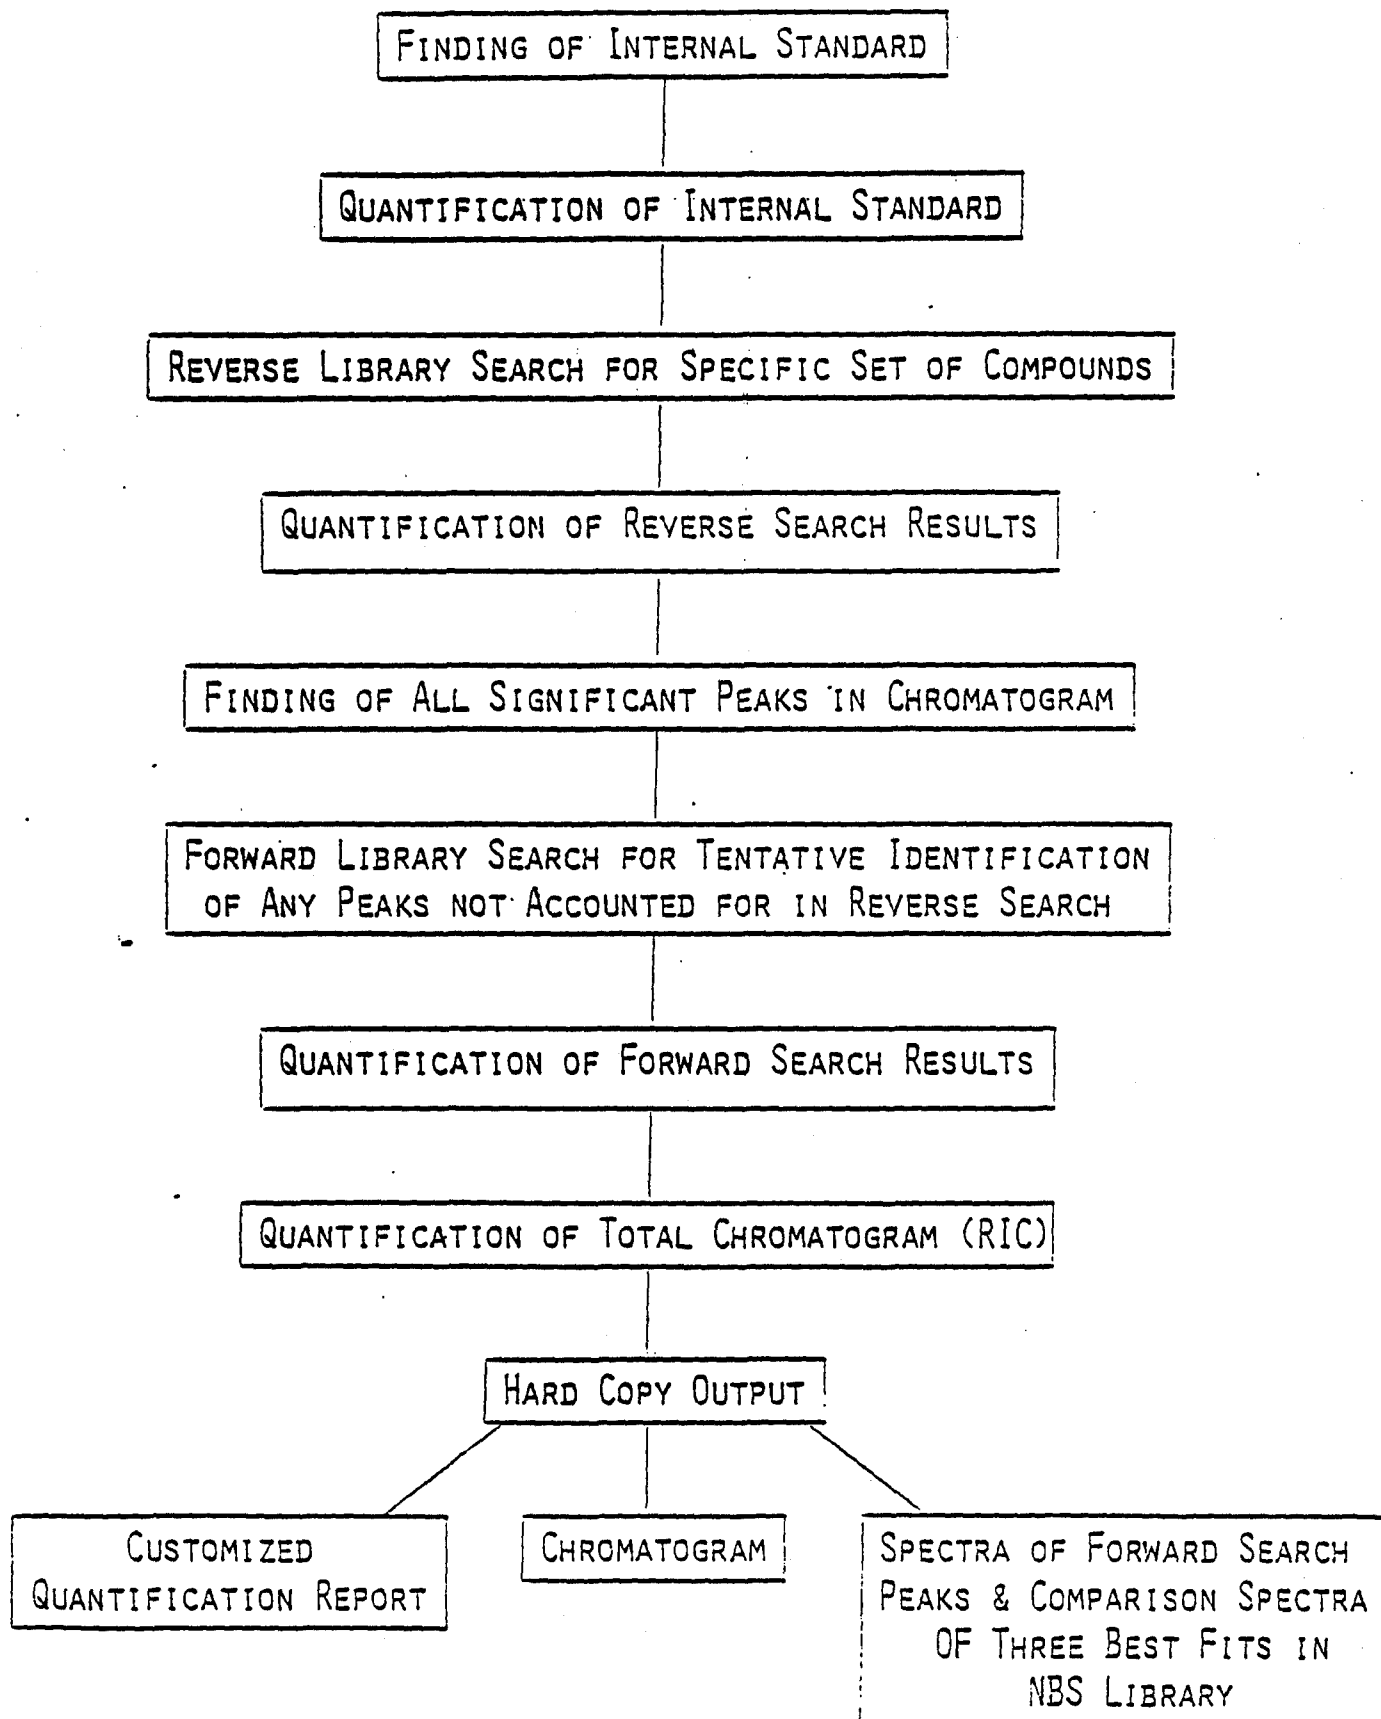 FINDING OF INTERNAL STANDARD
QUANTIFICATION OF INTERNAL STANDARD
REVERSE LIBRARY SEARCH FOR SPECIFIC SET OF COMPOUNDS
QUANTIFICATION OF REVERSE SEARCH RESULTS
FINDING OF ALL SIGNIFICANT PEAKS IN CHROMATOGRAM
FORWARD LIBRARY SEARCH FOR TENTATIVE IDENTIFICATION
OF ANY PEAKS NOT ACCOUNTED FOR IN REVERSE SEARCH
QUANTIFICATION OF FORWARD SEARCH RESULTS
QUANTIFICATION OF TOTAL CHROMATOGRAM (RIC)
HARD COPY OUTPUT
CUSTOMIZED
QUANTIFICATION REPORT
CHROMATOGRAM
SPECTRA OF FORWARD SEARCH
PEAKS & COMPARISON SPECTRA
OF THREE BEST FITS IN
NBS LIBRARY